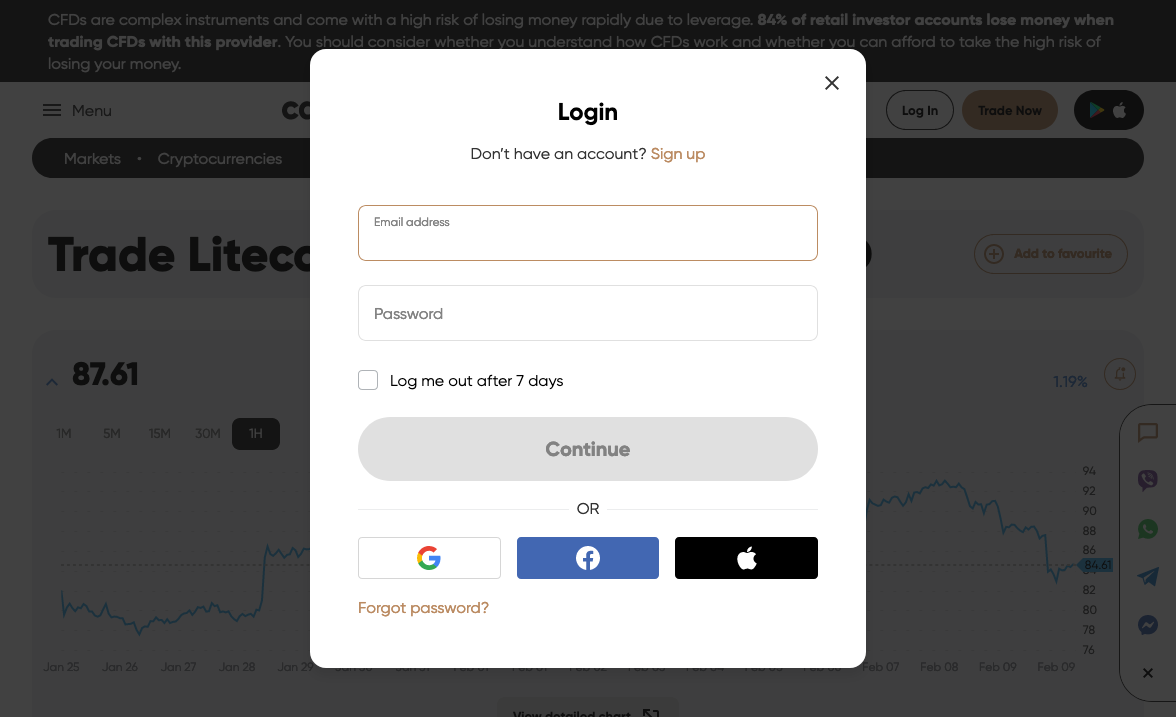 CFDs are complex instruments and come with a high risk of losing money rapidly due to leverage. 84% of retail investor accounts lose money when
trading CFDs with this provider. You should consider whether you understand how CFDs work and whether you can afford to take the high risk of
losing your money.
Menu
Log In
Trade Now
Markets • Cryptocurrencies
Login
Don't have an account? Sign up
Email address
Password
Log me out after 7 days
Continue
OR
Forgot password?
Trade
Add to favourite
87.61
1.19%
1M 5M 15M 30M 1H
94
92
90
88
86
84.61
82
80
78
76
Jan 25 Jan 26 Jan 27 Jan 28 Jan 29 Feb 07 Feb 08 Feb 09 Feb 09
View detailed chart